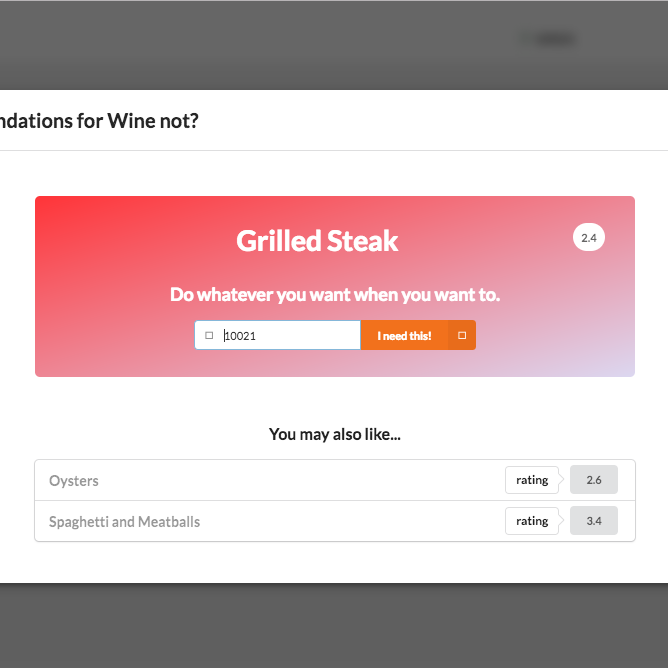 ndations for Wine not?
Grilled Steak
2.4
Do whatever you want when you want to.
10021
I need this!
You may also like...
Oysters
rating
2.6
Spaghetti and Meatballs
rating
3.4